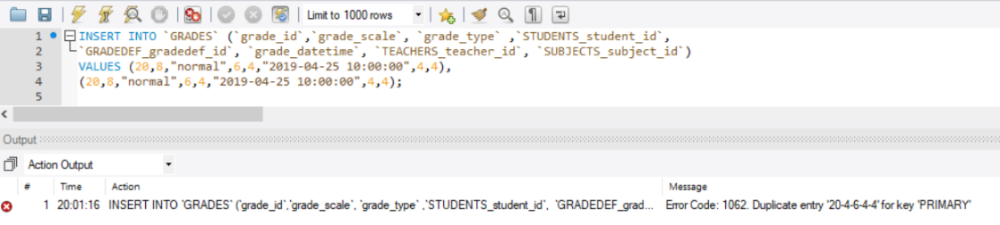 Limit to 1000 rows
1 INSERT INTO `GRADES` (`grade_id`,`grade_scale`, `grade_type` ,`STUDENTS_student_id`,
2 `GRADEDEF_gradedef_id`, `grade_datetime`, `TEACHERS_teacher_id`, `SUBJECTS_subject_id`)
3 VALUES (20,8,"normal",6,4,"2019-04-25 10:00:00",4,4),
4 (20,8,"normal",6,4,"2019-04-25 10:00:00",4,4);
5
Output
Action Output
# Time Action Message
1 20:01:16 INSERT INTO `GRADES` (`grade_id`,`grade_scale`, `grade_type` ,`STUDENTS_student_id`, `GRADEDEF_grad... Error Code: 1062. Duplicate entry '20-4-6-4-4' for key 'PRIMARY'